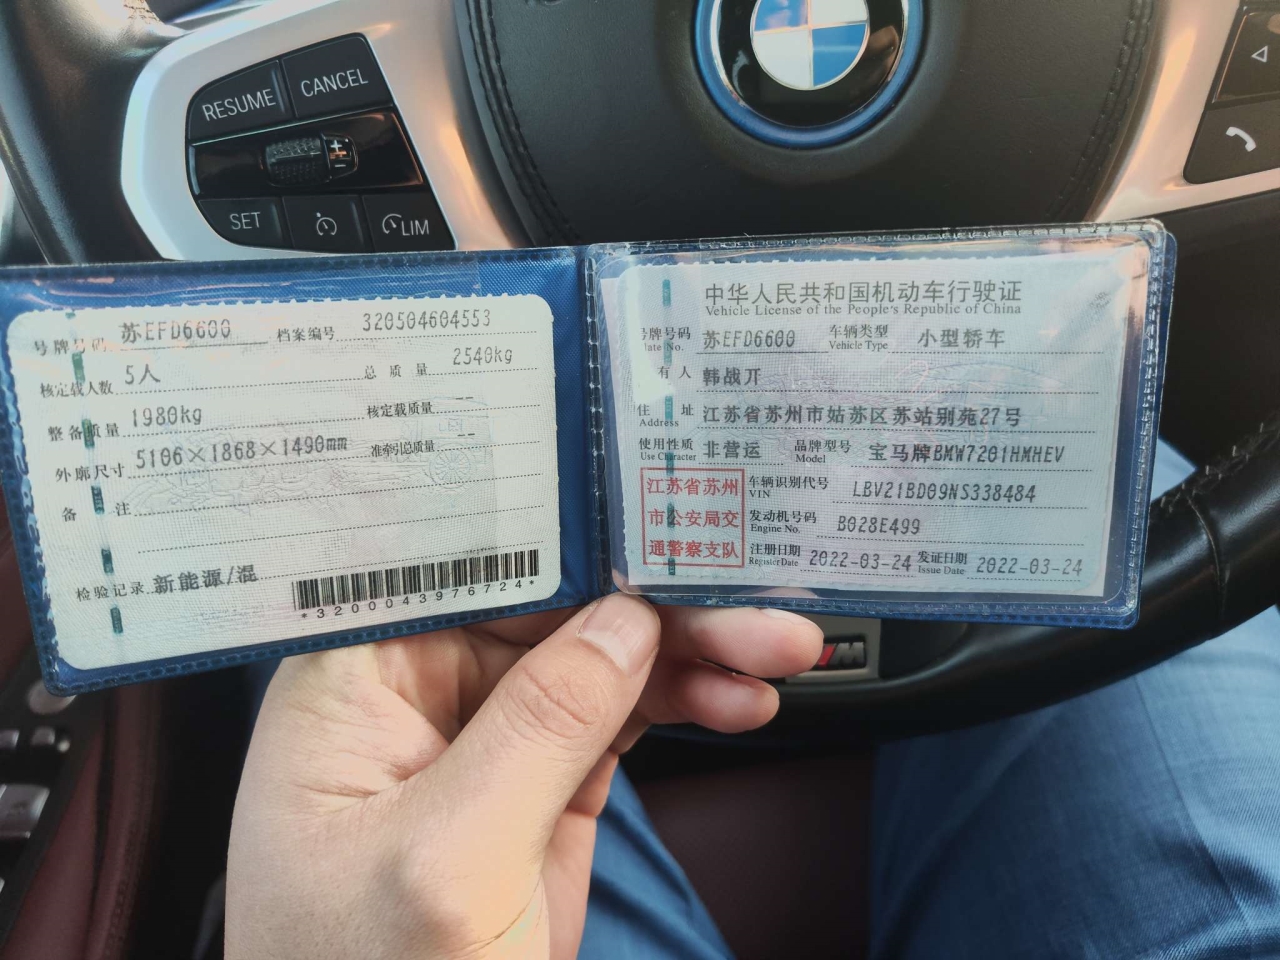 RESUME
CANCEL
SET
LIM
号牌号码 苏EFD6600 档案编号 320504604553
核定载人数 5人 总质量 2540kg
整备质量 1980kg 核定载质量 --
外廓尺寸 5106×1868×1490mm 准牵引总质量 --
备注
检验记录 新能源/混
*3200043976724*
中华人民共和国机动车行驶证
Vehicle License of the People's Republic of China
号牌号码 苏EFD6600 车辆类型 小型轿车
Plate No. Vehicle Type
有人 韩战开
住址 江苏省苏州市姑苏区苏站别苑27号
Address
使用性质 非营运 品牌型号 宝马牌BMW7201HMHEV
Use Character Model
江苏省苏州
市公安局交
通警察支队
车辆识别代号 LBV21BD09NS338484
VIN
发动机号码 B028E499
Engine No.
注册日期 2022-03-24 发证日期 2022-03-24
Register Date Issue Date
M